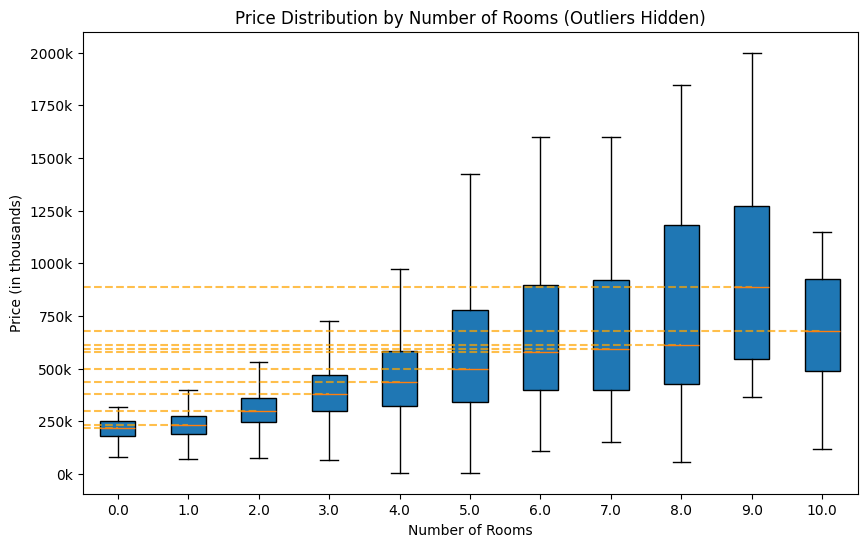 Price Distribution by Number of Rooms (Outliers Hidden)
Price (in thousands)
2000k
1750k
1500k
1250k
1000k
750k
500k
250k
0k
0.0 1.0 2.0 3.0 4.0 5.0 6.0 7.0 8.0 9.0 10.0
Number of Rooms